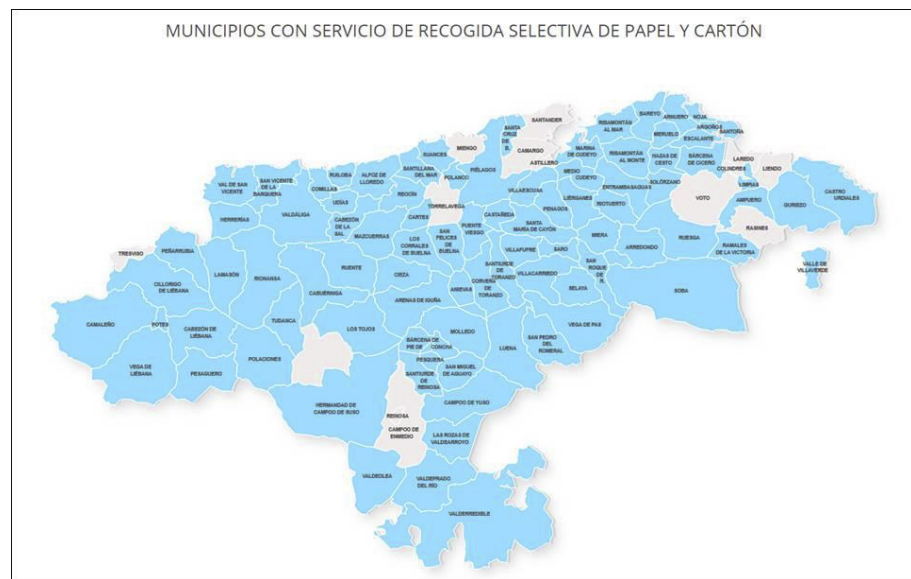 MUNICIPIOS CON SERVICIO DE RECOGIDA SELECTIVA DE PAPEL Y CARTÓN
SANTANDER
BAREYO
ARNUERO
NOJA
RIBAMONTÁN
AL MAR
SANTA
CRUZ
DE B.
CAMARGO
ASTILLERO
MARINA
DE CUDEYO
MERUELO
ARGOÑOS
SANTOÑA
ESCALANTE
MIENGO
SUANCES
PIÉLAGOS
POLANCO
SANTILLANA
DEL MAR
ALFOZ DE
LLOREDO
RUILOBA
COMILLAS
SAN VICENTE
DE LA
BARQUERA
VAL DE SAN
VICENTE
RIBAMONTÁN
AL MONTE
HAZAS DE
CESTO
BÁRCENA
DE CICERO
COLINDRES
LAREDO
LIENDO
MEDIO
CUDEYO
ENTRAMBASAGUAS
SOLÓRZANO
VILLAESCUSA
REOCÍN
UDÍAS
LIÉRGANES
RIOTUERTO
VOTO
LIMPIAS
AMPUERO
GURIEZO
CASTRO
URDIALES
HERRERÍAS
VALDÁLIGA
CABEZÓN
DE LA
SAL
MAZCUERRAS
CARTES
TORRELAVEGA
CASTAÑEDA
PENAGOS
SANTA
MARÍA DE CAYÓN
PUENTE
VIESGO
SAN
FELICES
DE
BUELNA
LOS
CORRALES
DE BUELNA
MIERA
ARREDONDO
RUESGA
RASINES
RAMALES
DE LA VICTORIA
TRESVISO
PEÑARRUBIA
VILLAFUFRE
SARO
SANTIURDE
DE
TORANZO
VILLACARRIEDO
SAN
ROQUE DE
R.
VALLE DE
VILLAVERDE
CILLORIGO
DE LIÉBANA
LAMASÓN
RIONANSA
RUENTE
CIEZA
CABUÉRNIGA
ANIEVAS
CORVERA
DE
TORANZO
SELAYA
SOBA
ARENAS DE IGUÑA
CAMALEÑO
POTES
CABEZÓN DE
LIÉBANA
TUDANCA
LOS TOJOS
MOLLEDO
LUENA
SAN PEDRO
DEL
ROMERAL
VEGA DE PAS
BÁRCENA DE
PIE DE
CONCHA
PESQUERA
SANTIURDE
DE
REINOSA
SAN MIGUEL
DE AGUAYO
VEGA DE
LIÉBANA
PESAGUERO
POLACIONES
HERMANDAD DE
CAMPOO DE SUSO
REINOSA
CAMPOO DE
ENMEDIO
CAMPOO DE YUSO
LAS ROZAS DE
VALDEARROYO
VALDEOLEA
VALDEPRADO
DEL RÍO
VALDERREDIBLE